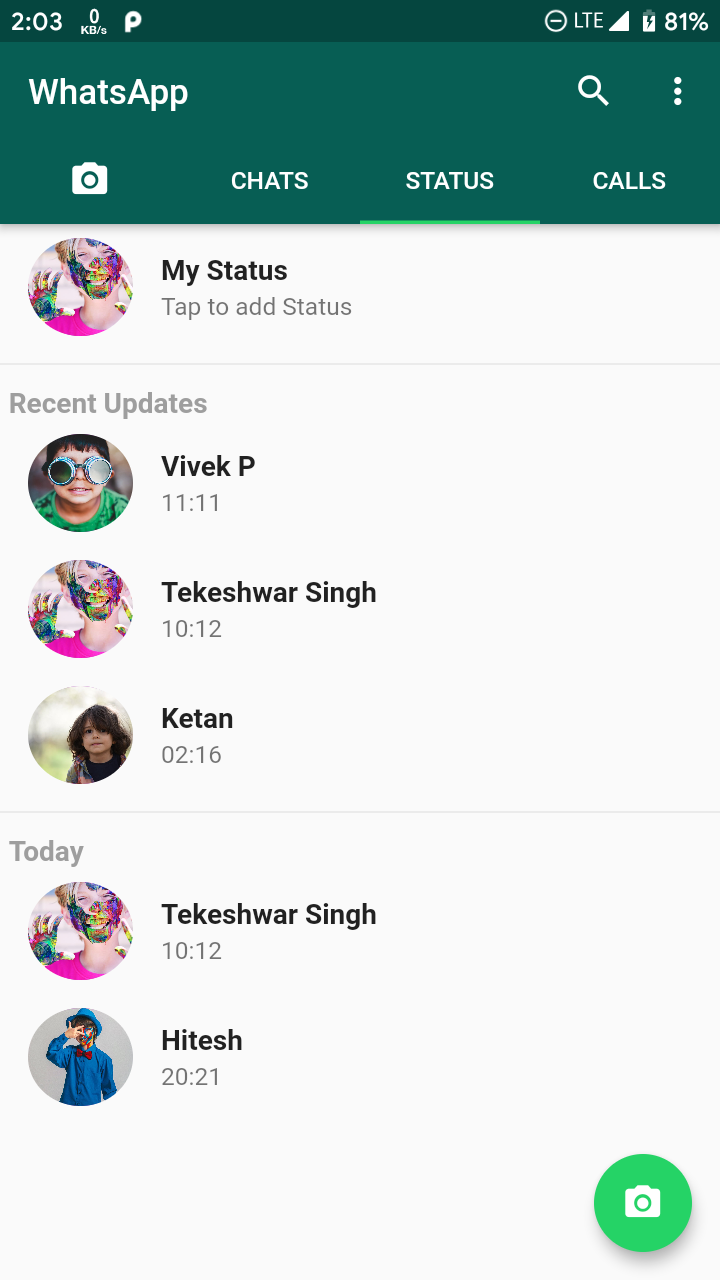 2:03 0 KB/s LTE 81%
WhatsApp
CHATS STATUS CALLS
My Status
Tap to add Status
Recent Updates
Vivek P
11:11
Tekeshwar Singh
10:12
Ketan
02:16
Today
Tekeshwar Singh
10:12
Hitesh
20:21